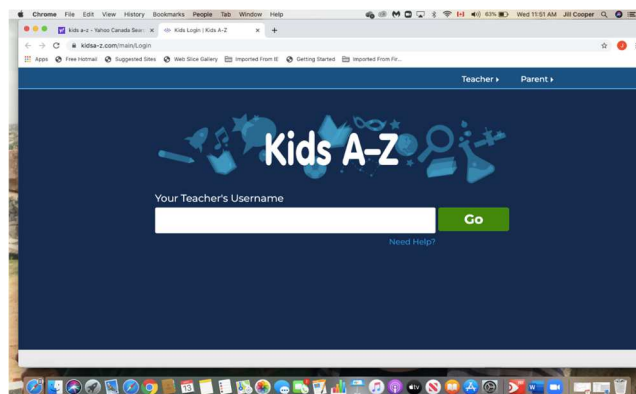 Chrome File Edit View History Bookmarks People Tab Window Help 63% Wed 11:51 AM Jill Cooper
kids a-z - Yahoo Canada Sear × Kids Login | Kids A-Z × +
kidsa-z.com/main/Login
Apps Free Hotmail Suggested Sites Web Slice Gallery Imported From IE Getting Started Imported From Fir...
Teacher Parent
Kids A-Z
Your Teacher's Username
Go
Need Help?